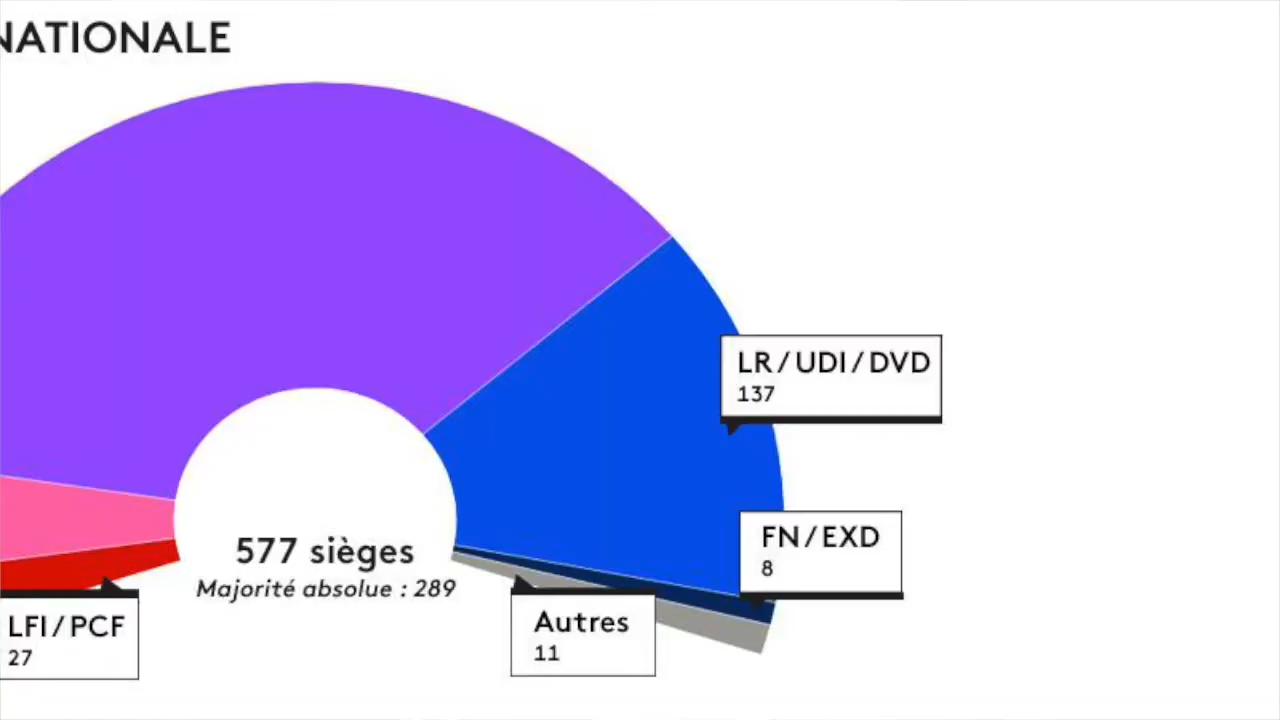 NATIONALE
LR / UDI / DVD
137
FN / EXD
8
577 sièges
Majorité absolue : 289
Autres
11
LFI / PCF
27